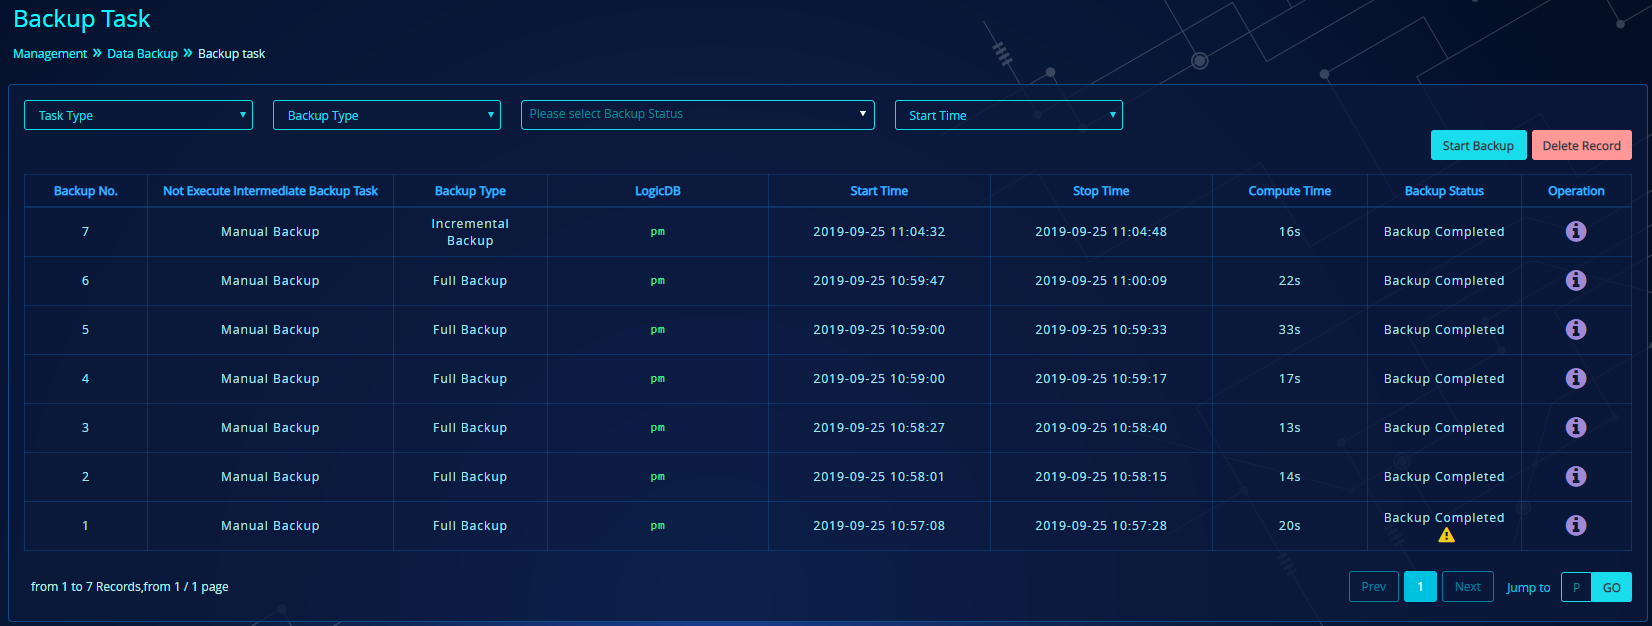 Backup Task
Management » Data Backup » Backup task
Task Type Backup Type Please select Backup Status Start Time
Start Backup Delete Record
Backup No. Not Execute Intermediate Backup Task Backup Type LogicDB Start Time Stop Time Compute Time Backup Status Operation
7 Manual Backup Incremental Backup pm 2019-09-25 11:04:32 2019-09-25 11:04:48 16s Backup Completed
6 Manual Backup Full Backup pm 2019-09-25 10:59:47 2019-09-25 11:00:09 22s Backup Completed
5 Manual Backup Full Backup pm 2019-09-25 10:59:00 2019-09-25 10:59:33 33s Backup Completed
4 Manual Backup Full Backup pm 2019-09-25 10:59:00 2019-09-25 10:59:17 17s Backup Completed
3 Manual Backup Full Backup pm 2019-09-25 10:58:27 2019-09-25 10:58:40 13s Backup Completed
2 Manual Backup Full Backup pm 2019-09-25 10:58:01 2019-09-25 10:58:15 14s Backup Completed
1 Manual Backup Full Backup pm 2019-09-25 10:57:08 2019-09-25 10:57:28 20s Backup Completed
from 1 to 7 Records,from 1 / 1 page Prev 1 Next Jump to P GO